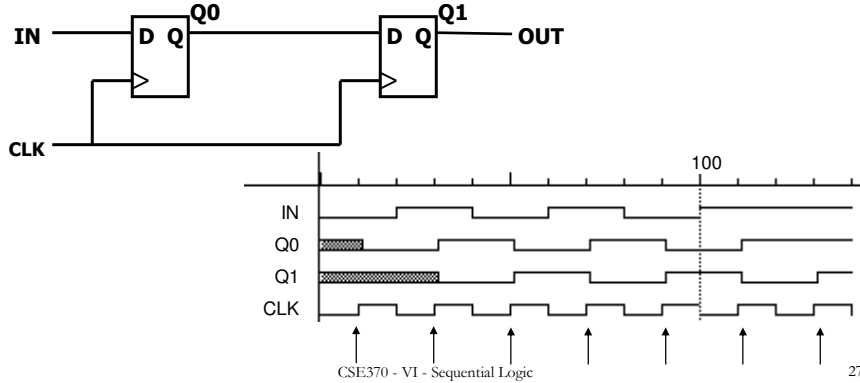 Q0 Q1
IN D Q D Q OUT
CLK
100
IN
Q0
Q1
CLK
CSE370 - VI - Sequential Logic 27